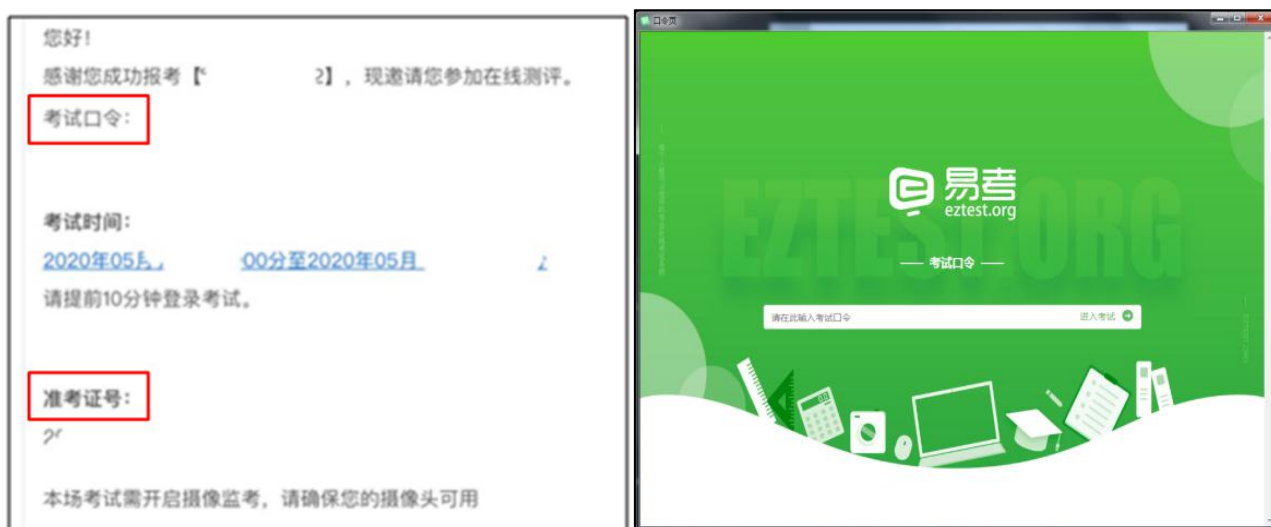 您好!
感谢您成功报考【 】，现邀请您参加在线测评。
考试口令:
考试时间:
2020年05月 00分至2020年05月
请提前10分钟登录考试。
准考证号:
本场考试需开启摄像监考，请确保您的摄像头可用
口令页
易考
eztest.org
EZTEST.ORG
考试口令
请在此输入考试口令
进入考试